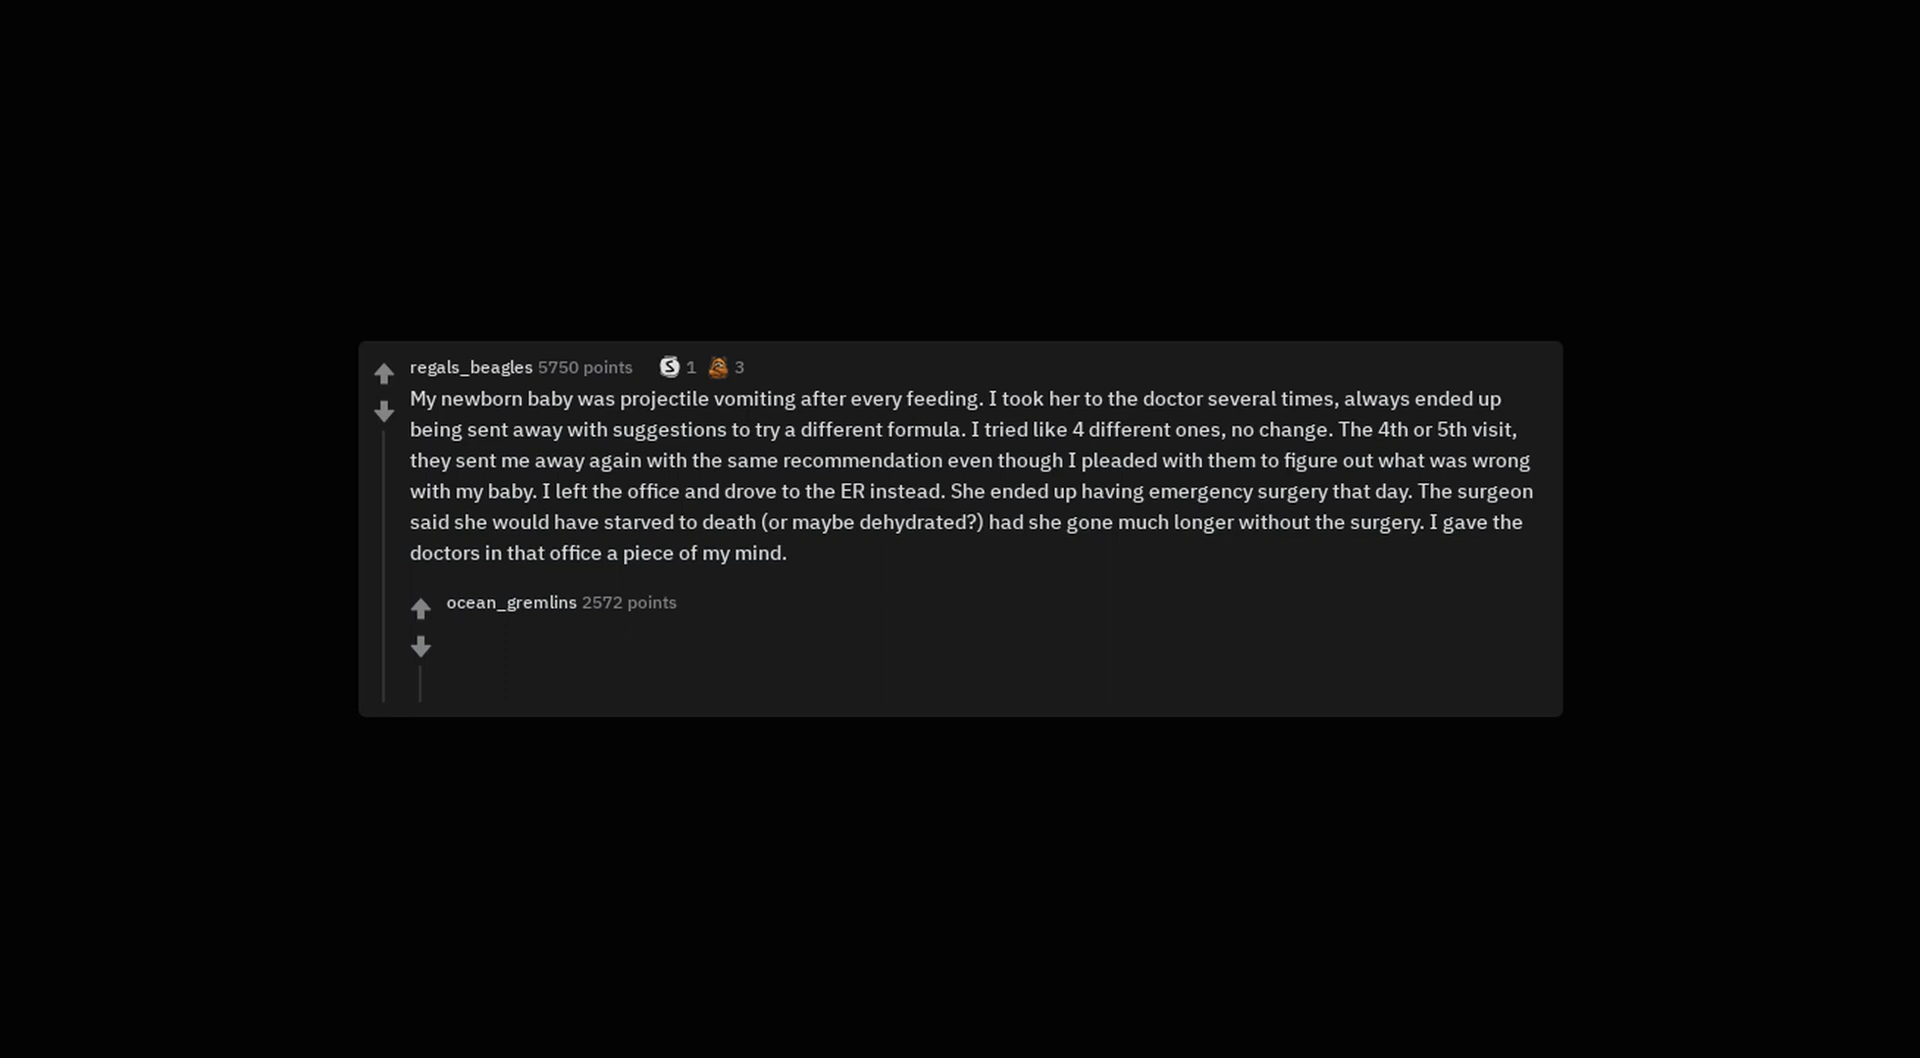 regals_beagles 5750 points S 1 3
My newborn baby was projectile vomiting after every feeding. I took her to the doctor several times, always ended up
being sent away with suggestions to try a different formula. I tried like 4 different ones, no change. The 4th or 5th visit,
they sent me away again with the same recommendation even though I pleaded with them to figure out what was wrong
with my baby. I left the office and drove to the ER instead. She ended up having emergency surgery that day. The surgeon
said she would have starved to death (or maybe dehydrated?) had she gone much longer without the surgery. I gave the
doctors in that office a piece of my mind.
ocean_gremlins 2572 points